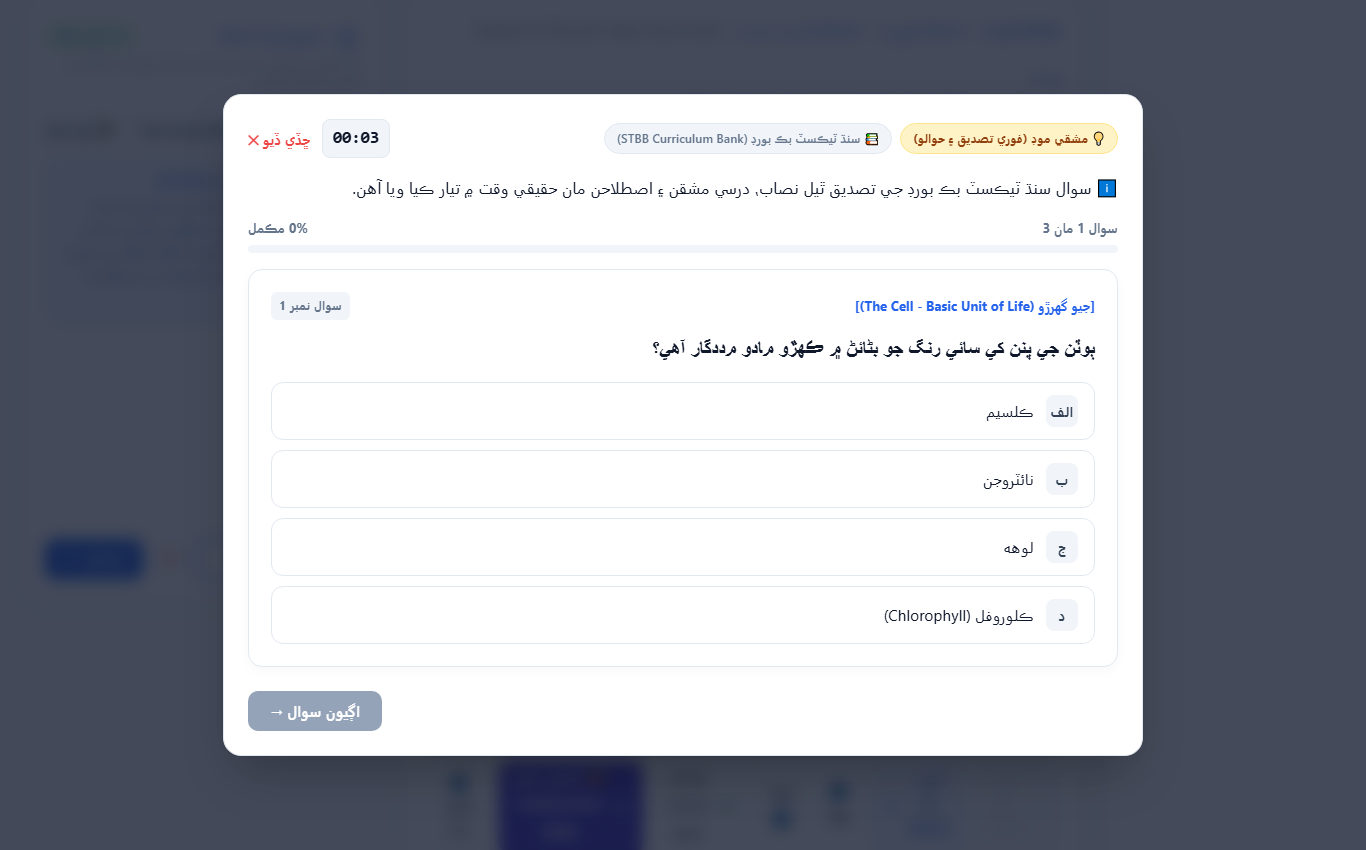 💡 مشقي موڊ (فوري تصديق ۽ حوالو)
📚 سنڌ ٽيڪسٽ بڪ بورڊ (STBB Curriculum Bank)
00:03
ڇڏي ڏيو ✕
ℹ️ سوال سنڌ ٽيڪسٽ بڪ بورڊ جي تصديق ٿيل نصاب، درسي مشقن ۽ اصطلاحن مان حقيقي وقت ۾ تيار ڪيا ويا آهن.
سوال 1 مان 3
0% مڪمل
[جيو گھرڙو (The Cell - Basic Unit of Life)]
سوال نمبر 1
ٻوٽن جي پنن کي سائي رنگ جو بڻائڻ ۾ ڪهڙو مادو مددگار آهي؟
الف ڪلسيم
ب نائٽروجن
ج لوهه
د ڪلوروفل (Chlorophyll)
اڳيون سوال →